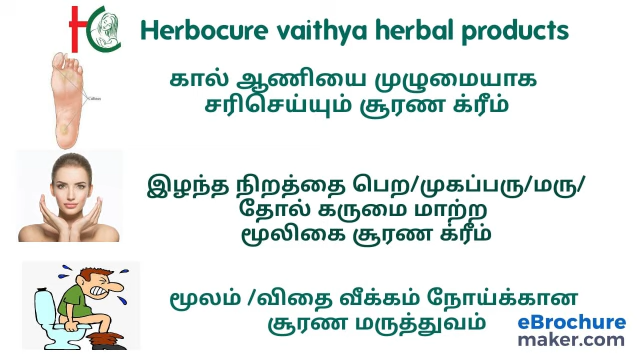 HC Herbocure vaithya herbal products
கால் ஆணியை முழுமையாக
சரிசெய்யும் சூரண க்ரீம்
இழந்த நிறத்தை பெற/முகப்பரு/மரு/
தோல் கருமை மாற்ற
மூலிகை சூரண க்ரீம்
மூலம் /விதை வீக்கம் நோய்க்கான
சூரண மருத்துவம்
eBrochure
maker.com